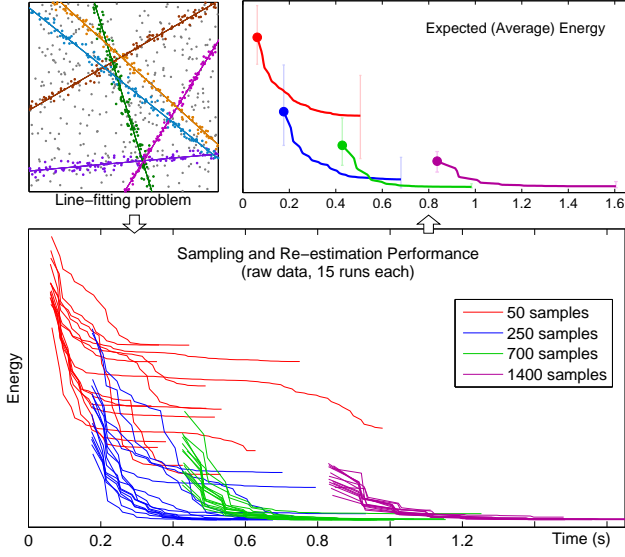 Expected (Average) Energy
0 0.2 0.4 0.6 0.8 1 1.2 1.4 1.6
Line−fitting problem
Sampling and Re−estimation Performance
(raw data, 15 runs each)
50 samples
250 samples
700 samples
1400 samples
Energy
0 0.2 0.4 0.6 0.8 1 1.2 Time (s)